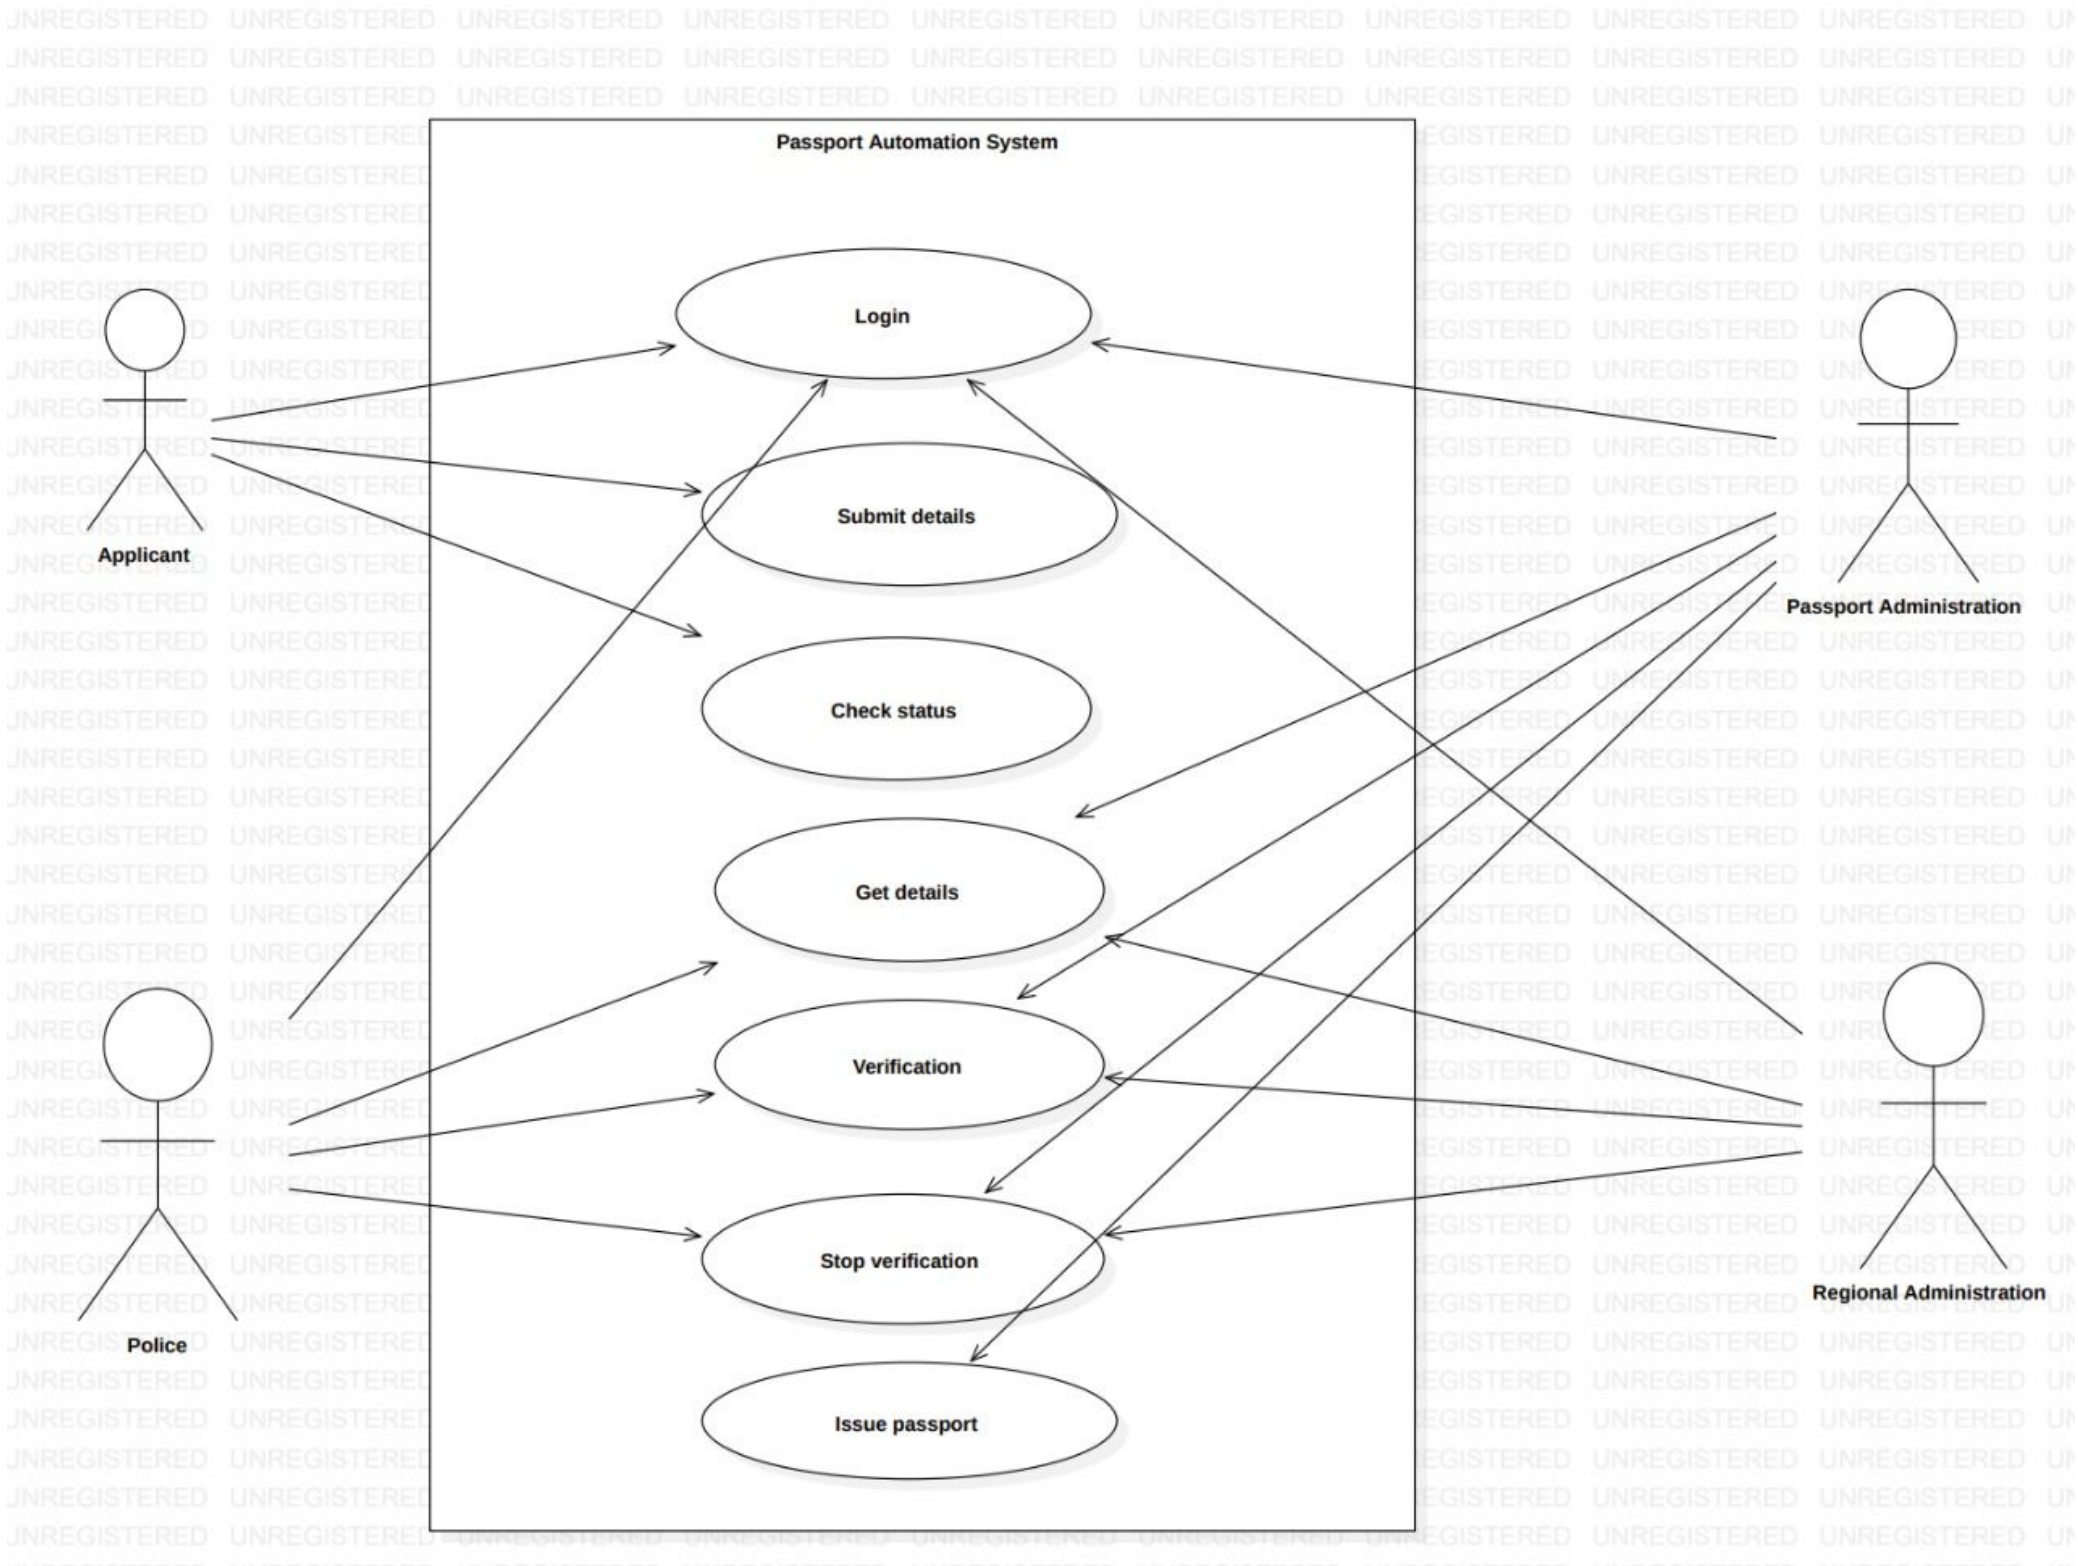 Passport Automation System
Login
Submit details
Applicant
Passport Administration
Check status
Get details
Verification
Stop verification
Regional Administration
Police
Issue passport
UNREGISTERED